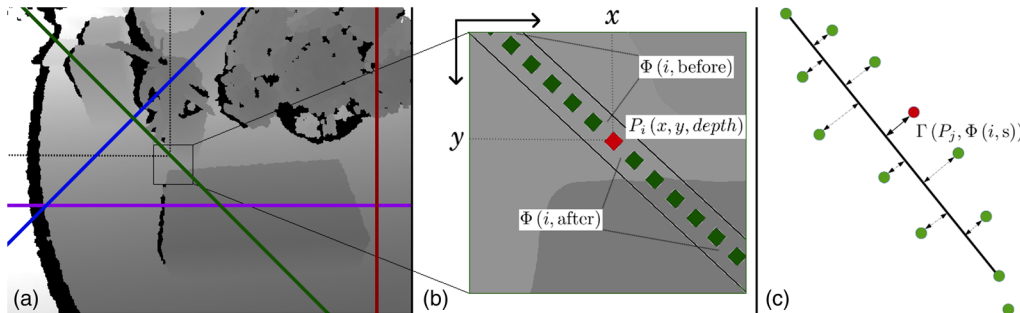 x
Φ (i, before)
P_i (x, y, depth)
y
Γ (P_j, Φ (i, s))
Φ (i, after)
(a)
(b)
(c)